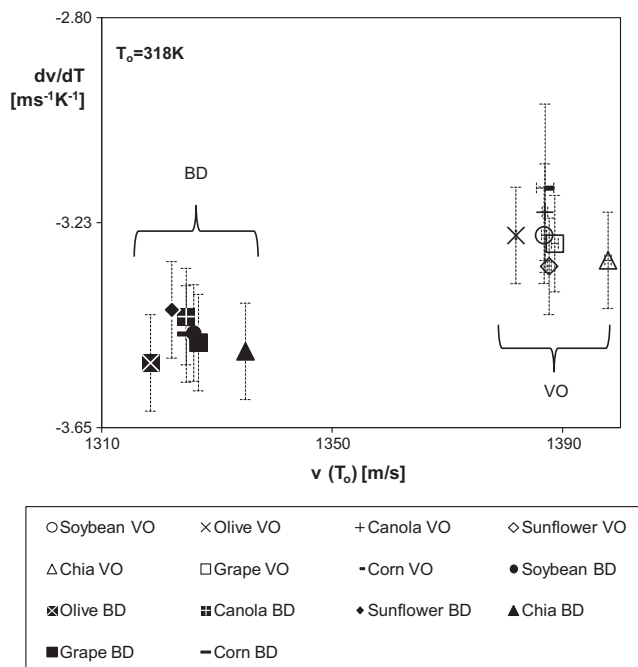 -2.80
T₀=318K
dv/dT
[ms⁻¹K⁻¹]
BD
-3.23
VO
-3.65
1310 1350 1390
v (T₀) [m/s]
Soybean VO Olive VO Canola VO Sunflower VO
Chia VO Grape VO Corn VO Soybean BD
Olive BD Canola BD Sunflower BD Chia BD
Grape BD Corn BD